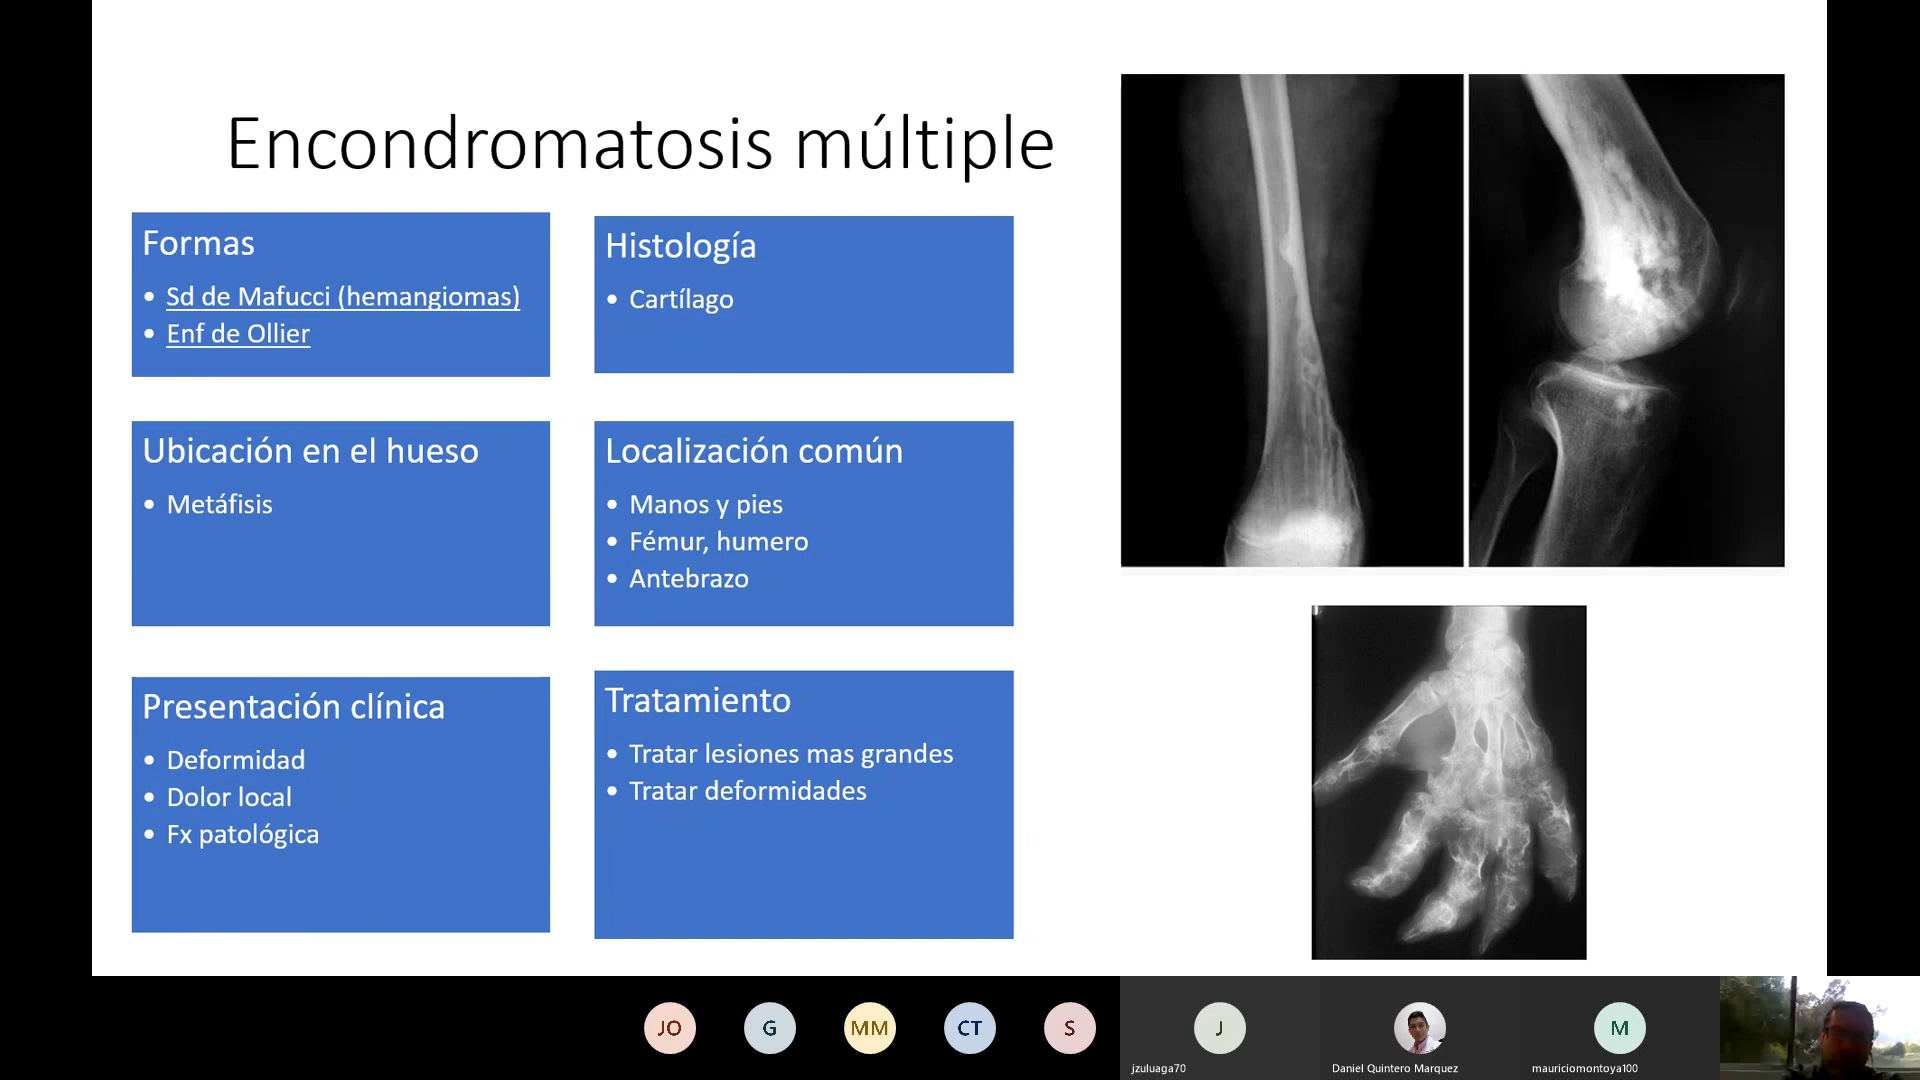 Encondromatosis múltiple
Formas
• Sd de Mafucci (hemangiomas)
• Enf de Ollier
Histología
• Cartílago
Ubicación en el hueso
• Metáfisis
Localización común
• Manos y pies
• Fémur, humero
• Antebrazo
Presentación clínica
• Deformidad
• Dolor local
• Fx patológica
Tratamiento
• Tratar lesiones mas grandes
• Tratar deformidades
JO
G
MM
CT
S
J
M
jzuluaga70
Daniel Quintero Marquez
mauriciomontoya100